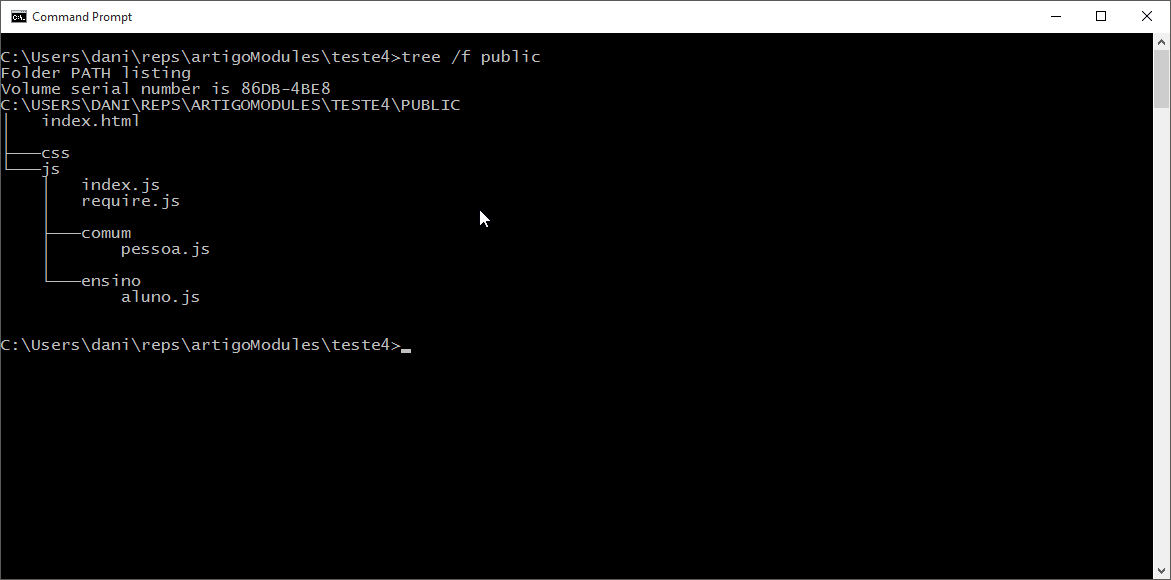 Command Prompt
C:\Users\dani\reps\artigoModules\teste4>tree /f public
Folder PATH listing
Volume serial number is 86DB-4BE8
C:\USERS\DANI\REPS\ARTIGOMODULES\TESTE4\PUBLIC
│   index.html
│
├───css
└───js
    │   index.js
    │   require.js
    │
    ├───comum
    │       pessoa.js
    │
    └───ensino
            aluno.js
C:\Users\dani\reps\artigoModules\teste4>